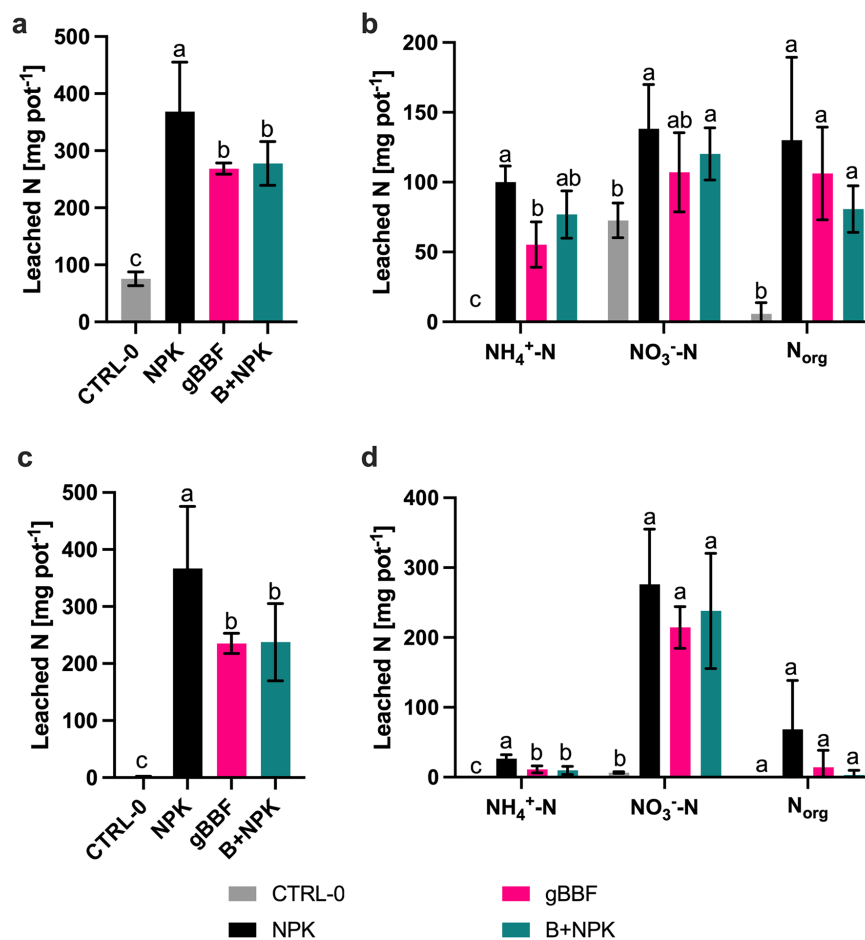 a
Leached N [mg pot⁻¹]
500
400
300
200
100
0
c
a
b
b
CTRL-0
NPK
gBBF
B+NPK
b
Leached N [mg pot⁻¹]
200
150
100
50
0
c
a
b
ab
b
a
ab
a
b
a
a
a
NH₄⁺-N
NO₃⁻-N
Norg
c
Leached N [mg pot⁻¹]
500
400
300
200
100
0
c
a
b
b
CTRL-0
NPK
gBBF
B+NPK
d
Leached N [mg pot⁻¹]
400
300
200
100
0
c
a
b
b
b
a
a
a
a
a
a
a
NH₄⁺-N
NO₃⁻-N
Norg
CTRL-0
NPK
gBBF
B+NPK